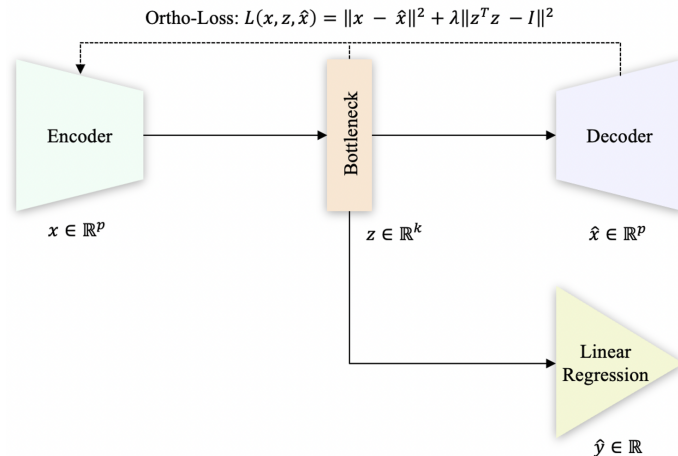 Ortho-Loss: L(x, z, x̂) = ‖x − x̂‖² + λ‖zᵀz − I‖²
Encoder
Bottleneck
Decoder
x ∈ ℝᵖ
z ∈ ℝᵏ
x̂ ∈ ℝᵖ
Linear
Regression
ŷ ∈ ℝ